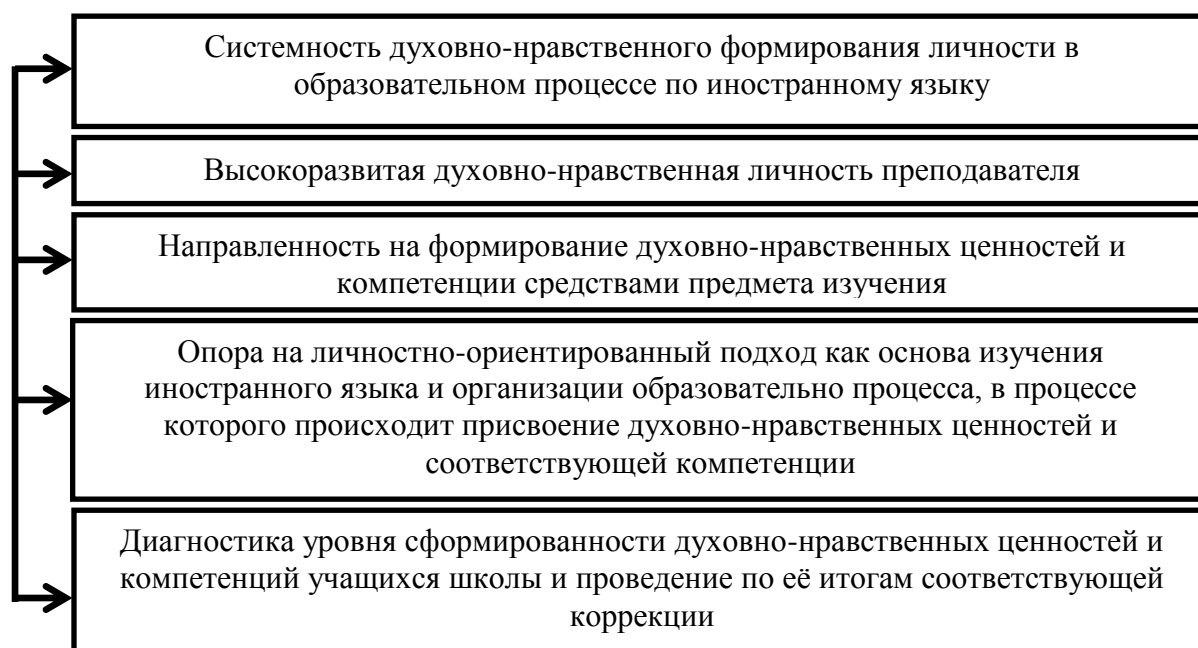 Системность духовно-нравственного формирования личности в
образовательном процессе по иностранному языку
Высокоразвитая духовно-нравственная личность преподавателя
Направленность на формирование духовно-нравственных ценностей и
компетенции средствами предмета изучения
Опора на личностно-ориентированный подход как основа изучения
иностранного языка и организации образовательно процесса, в процессе
которого происходит присвоение духовно-нравственных ценностей и
соответствующей компетенции
Диагностика уровня сформированности духовно-нравственных ценностей и
компетенций учащихся школы и проведение по её итогам соответствующей
коррекции